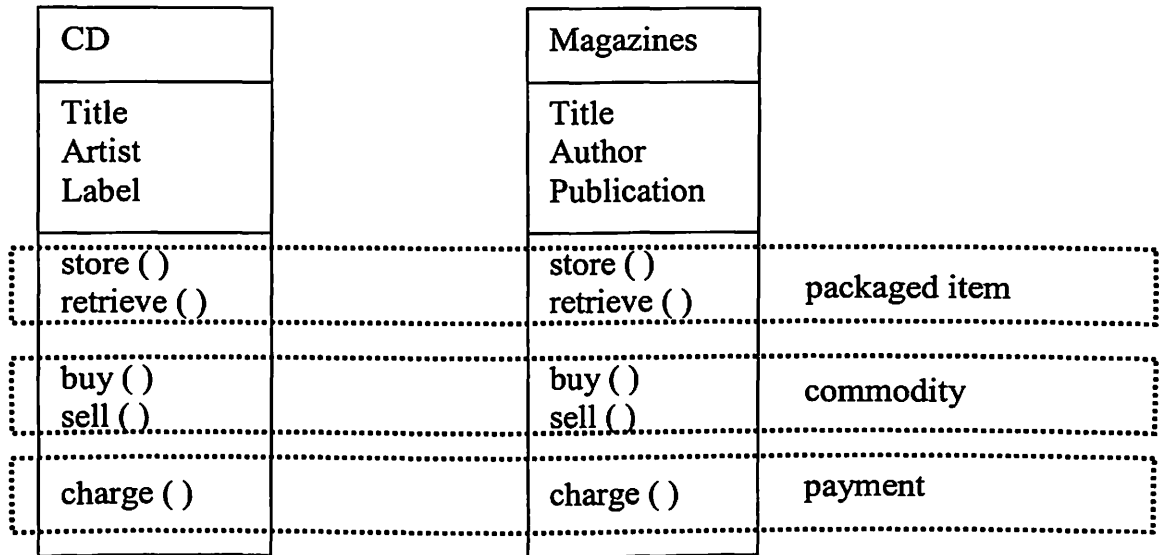 CD
Title
Artist
Label
store ( )
retrieve ( )
buy ( )
sell ( )
charge ( )
Magazines
Title
Author
Publication
store ( )
retrieve ( )
buy ( )
sell ( )
charge ( )
packaged item
commodity
payment